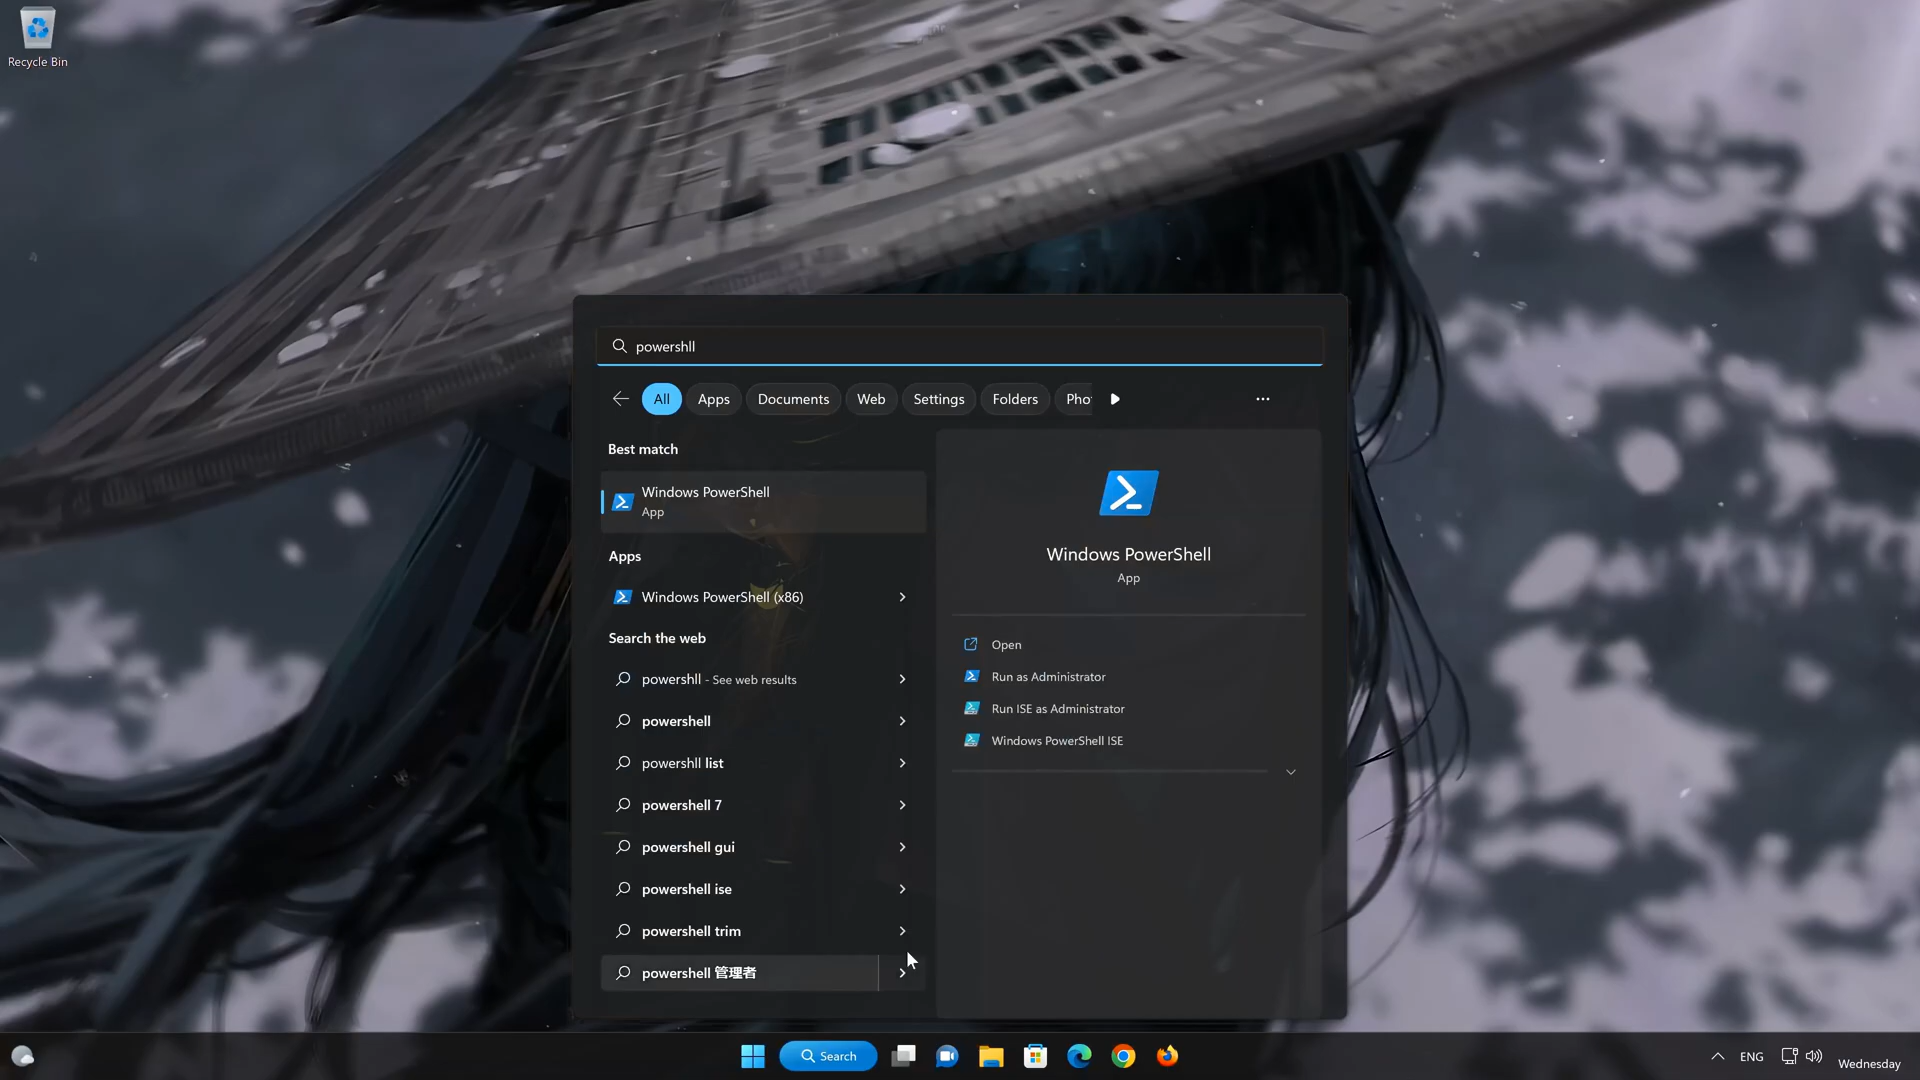 Recycle Bin
powershll
All Apps Documents Web Settings Folders Pho
Best match
Windows PowerShell
App
Apps
Windows PowerShell (x86)
Search the web
powershll - See web results
powershell
powershll list
powershell 7
powershell gui
powershell ise
powershell trim
powershell 管理者
Windows PowerShell
App
Open
Run as Administrator
Run ISE as Administrator
Windows PowerShell ISE
Search
ENG
Wednesday